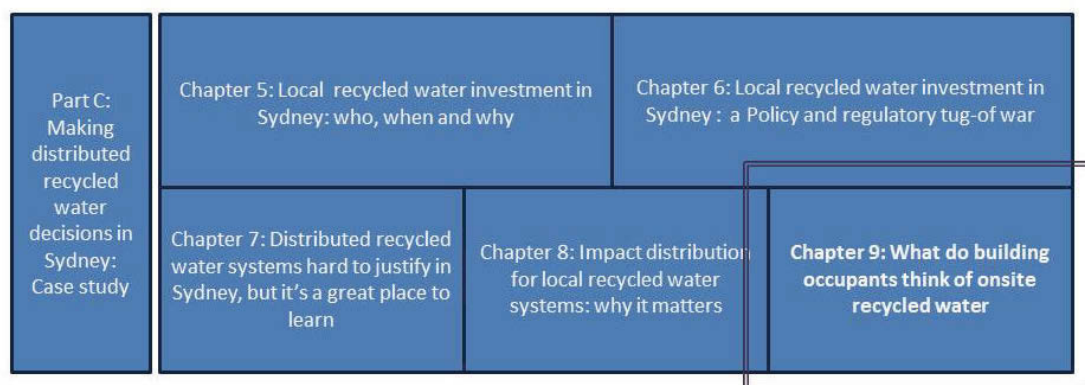 Part C:
Making
distributed
recycled
water
decisions in
Sydney:
Case study
Chapter 5: Local recycled water investment in
Sydney: who, when and why
Chapter 6: Local recycled water investment in
Sydney : a Policy and regulatory tug-of war
Chapter 7: Distributed recycled
water systems hard to justify in
Sydney, but it's a great place to
learn
Chapter 8: Impact distribution
for local recycled water
systems: why it matters
Chapter 9: What do building
occupants think of onsite
recycled water